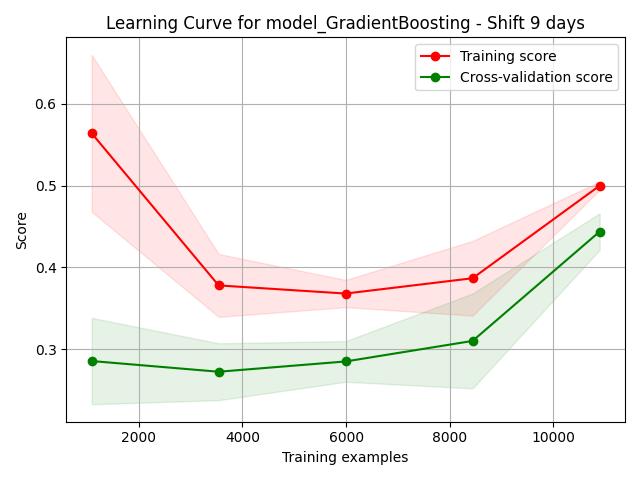 Learning Curve for model_GradientBoosting - Shift 9 days
Training score
Cross-validation score
Score
0.6
0.5
0.4
0.3
2000 4000 6000 8000 10000
Training examples